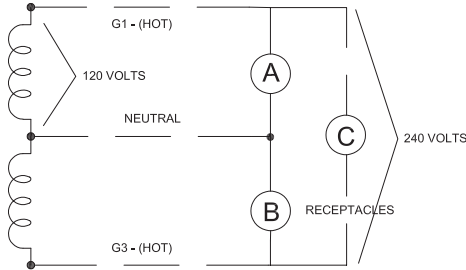 G1 - (HOT)
A
120 VOLTS
NEUTRAL
C
240 VOLTS
B
RECEPTACLES
G3 - (HOT)